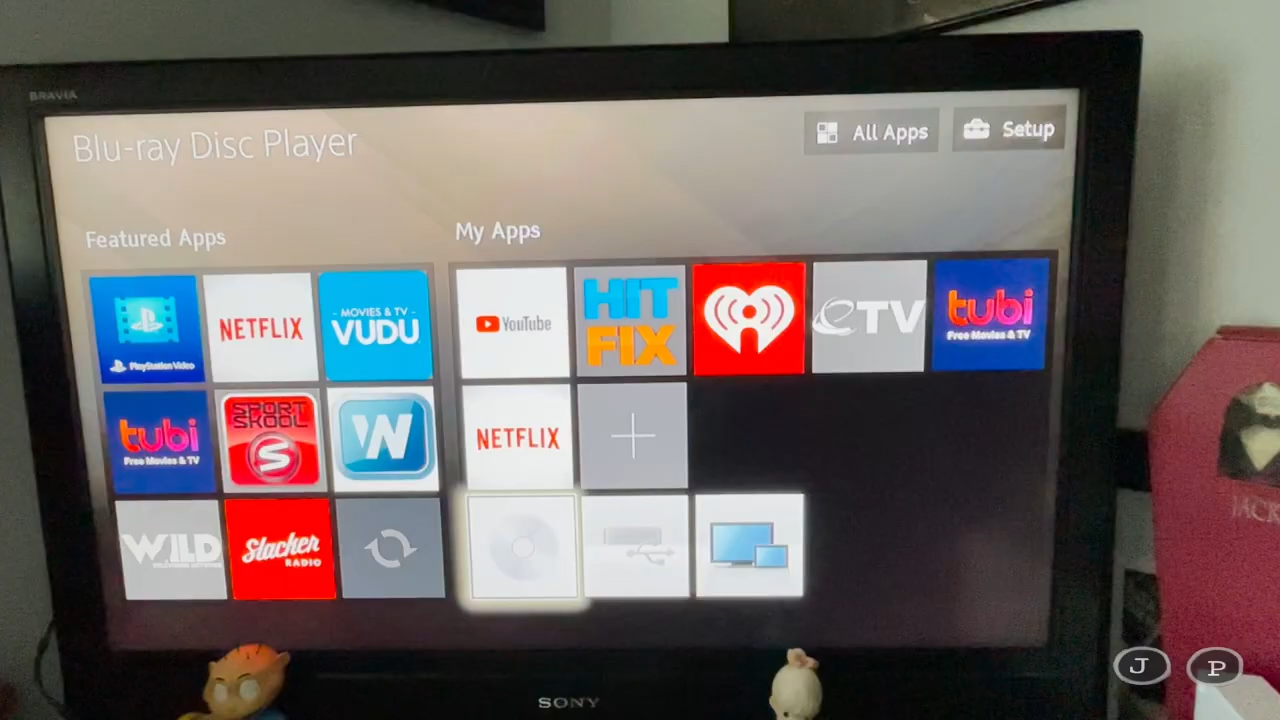 BRAVIA
Blu-ray Disc Player
All Apps
Setup
Featured Apps
My Apps
PlayStation Video
NETFLIX
- MOVIES & TV -
VUDU
YouTube
HIT
FIX
eTV
tubi
Free Movies & TV
tubi
Free Movies & TV
SPORT
SKOOL
S
W
NETFLIX
WILD
Slacker
RADIO
SONY
JACK
J P